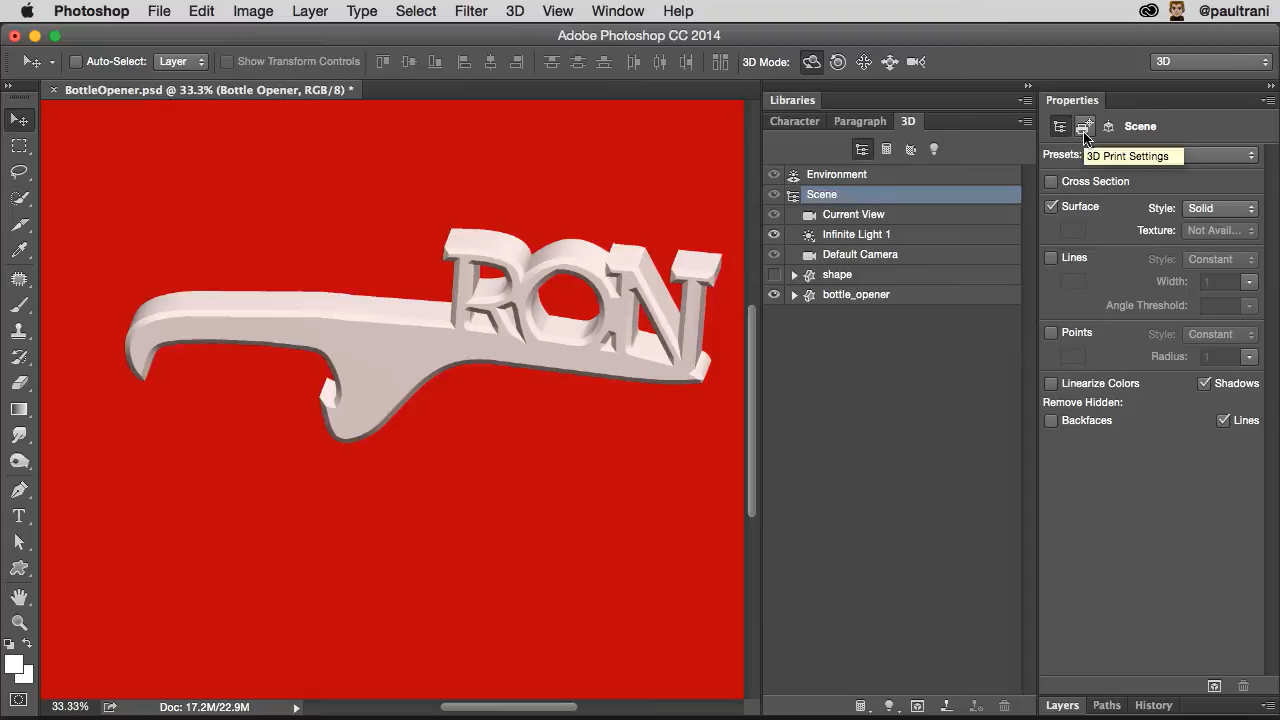 Photoshop File Edit Image Layer Type Select Filter 3D View Window Help @paultrani
Adobe Photoshop CC 2014
Auto-Select: Layer Show Transform Controls 3D Mode: 3D
BottleOpener.psd @ 33.3% (Bottle Opener, RGB/8) *
Libraries
Character Paragraph 3D
Environment
Scene
Current View
Infinite Light 1
Default Camera
shape
bottle_opener
Properties
Scene
Presets:
3D Print Settings
Cross Section
Surface Style: Solid
Texture: Not Avail...
Lines Style: Constant
Width: 1
Angle Threshold:
Points Style: Constant
Radius: 1
Linearize Colors Shadows
Remove Hidden:
Backfaces Lines
RON
T
33.33% Doc: 17.2M/22.9M
Layers Paths History